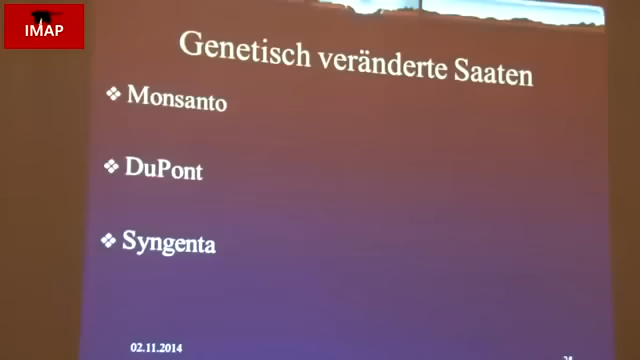 IMAP
Genetisch veränderte Saaten
❖ Monsanto
❖ DuPont
❖ Syngenta
02.11.2014